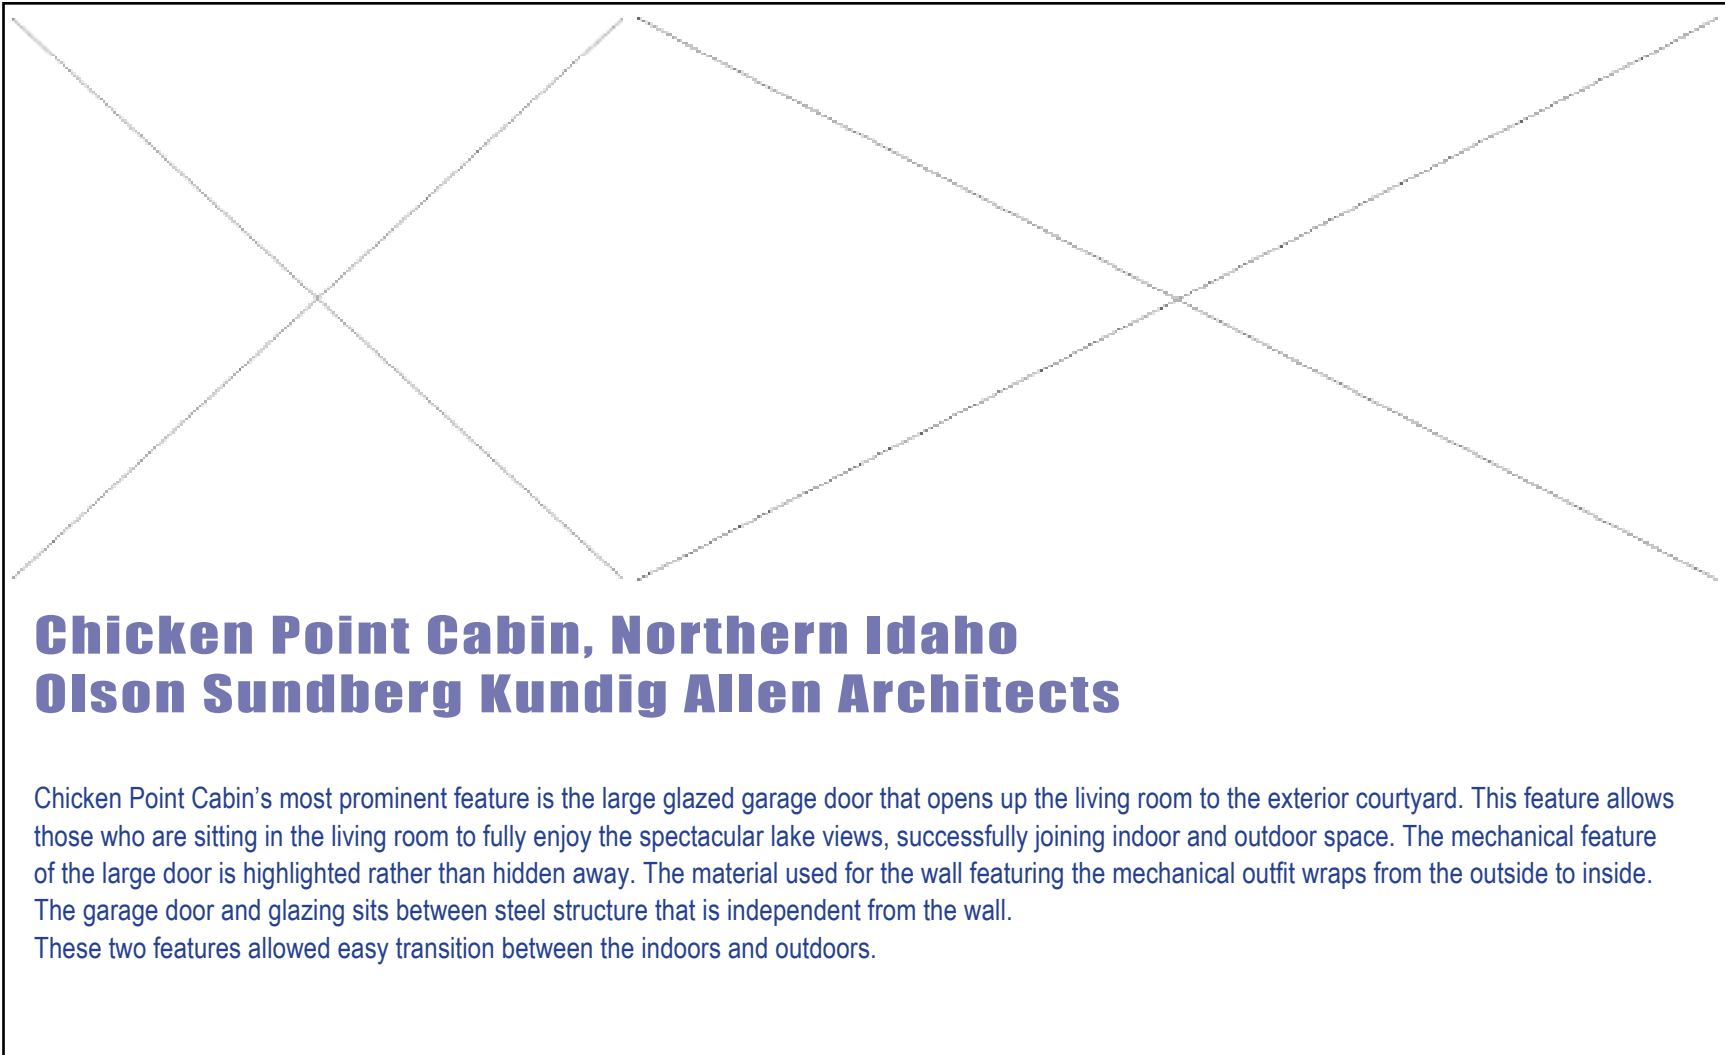 Chicken Point Cabin, Northern Idaho
Olson Sundberg Kundig Allen Architects
Chicken Point Cabin’s most prominent feature is the large glazed garage door that opens up the living room to the exterior courtyard. This feature allows
those who are sitting in the living room to fully enjoy the spectacular lake views, successfully joining indoor and outdoor space. The mechanical feature
of the large door is highlighted rather than hidden away. The material used for the wall featuring the mechanical outfit wraps from the outside to inside.
The garage door and glazing sits between steel structure that is independent from the wall.
These two features allowed easy transition between the indoors and outdoors.